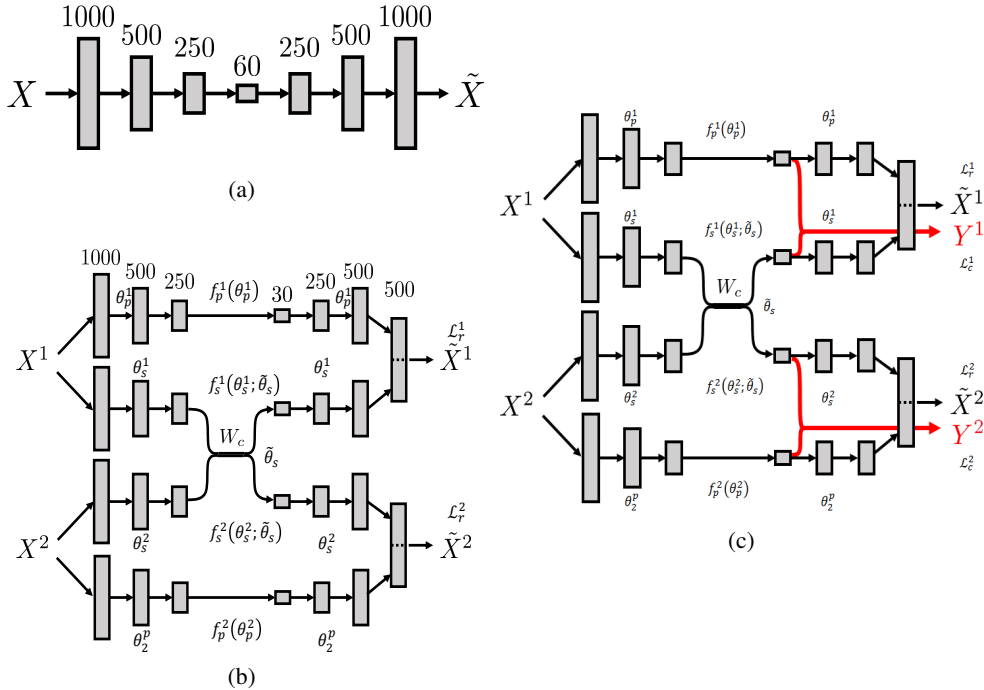 1000
500
250
60
250
500
1000
X
X̃
(a)
1000
500
250
30
250
500
500
θ_p^1
f_p^1(θ_p^1)
θ_p^1
X^1
ℒ_r^1
X̃^1
θ_s^1
f_s^1(θ_s^1; θ̃_s)
θ_s^1
W_c
θ̃_s
X^2
θ_s^2
f_s^2(θ_s^2; θ̃_s)
θ_s^2
ℒ_r^2
X̃^2
θ_2^p
f_p^2(θ_p^2)
θ_2^p
(b)
θ_p^1
f_p^1(θ_p^1)
θ_p^1
X^1
ℒ_r^1
X̃^1
Y^1
ℒ_c^1
θ_s^1
f_s^1(θ_s^1; θ̃_s)
θ_s^1
W_c
θ̃_s
X^2
θ_s^2
f_s^2(θ_s^2; θ̃_s)
θ_s^2
ℒ_r^2
X̃^2
Y^2
ℒ_c^2
θ_2^p
f_p^2(θ_p^2)
θ_2^p
(c)